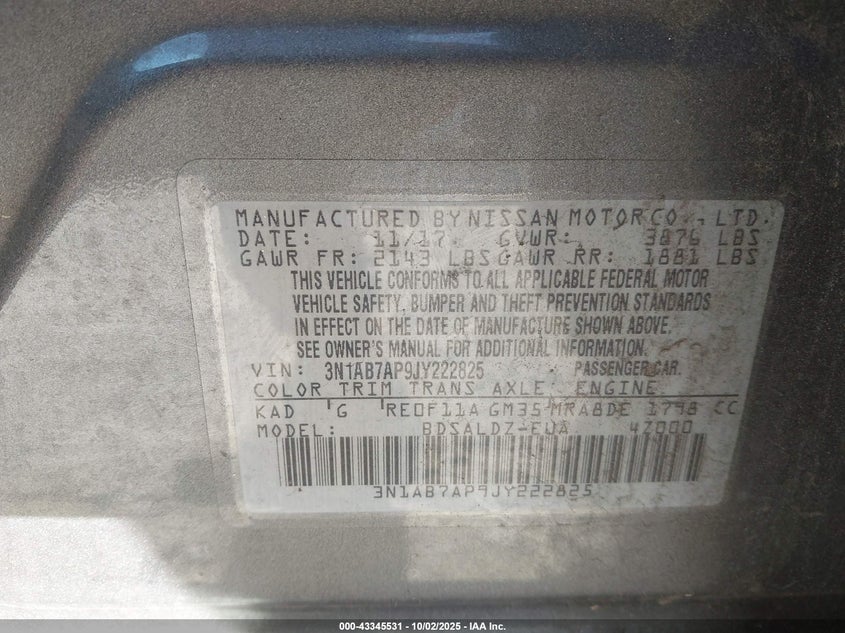 MANUFACTURED BY NISSAN MOTOR CO., LTD.
DATE: 11/17 GVWR: 3876 LBS
GAWR FR: 2143 LBS GAWR RR: 1881 LBS
THIS VEHICLE CONFORMS TO ALL APPLICABLE FEDERAL MOTOR
VEHICLE SAFETY, BUMPER AND THEFT PREVENTION STANDARDS
IN EFFECT ON THE DATE OF MANUFACTURE SHOWN ABOVE.
SEE OWNER'S MANUAL FOR ADDITIONAL INFORMATION.
VIN: 3N1AB7AP9JY222825 PASSENGER CAR.
COLOR TRIM TRANS AXLE: ENGINE
KAD G RE0F11A GM35 MRA8DE 1798 CC
MODEL: BDSALDZ-EUA 4Z000
3N1AB7AP9JY222825
000-43345531 - 10/02/2025 - IAA Inc.